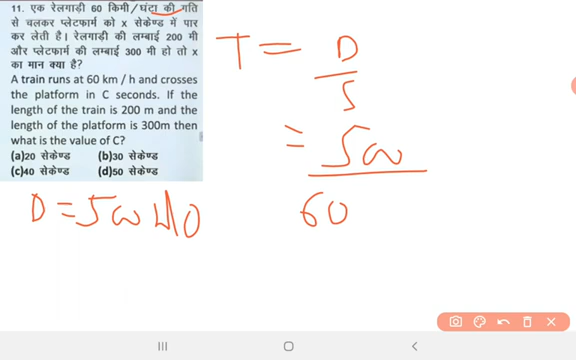 11. एक रेलगाड़ी 60 किमी/घंटा की गति
से चलकर प्लेटफार्म को x सेकेण्ड में पार
कर लेती है। रेलगाड़ी की लम्बाई 200 मी
और प्लेटफार्म की लम्बाई 300 मी हो तो x
का मान क्या है?
A train runs at 60 km / h and crosses
the platform in C seconds. If the
length of the train is 200 m and the
length of the platform is 300m then
what is the value of C?
(a)20 सेकेण्ड (b)30 सेकेण्ड
(c)40 सेकेण्ड (d)50 सेकेण्ड
T = D
S
= 500
60
D = 500